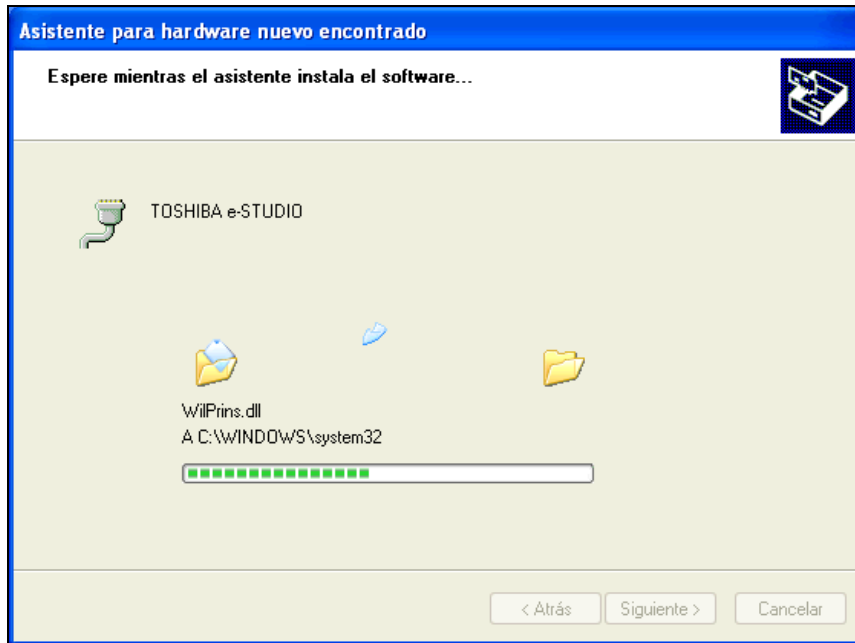 Asistente para hardware nuevo encontrado
Espere mientras el asistente instala el software...
TOSHIBA e-STUDIO
WilPrins.dll
A C:\WINDOWS\system32
< Atrás
Siguiente >
Cancelar